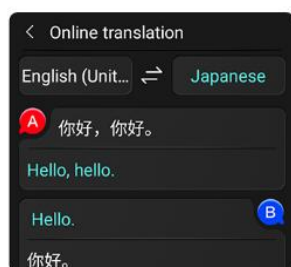 Online translation
English (Unit... Japanese
A
你好，你好。
Hello, hello.
Hello.
B
你好。